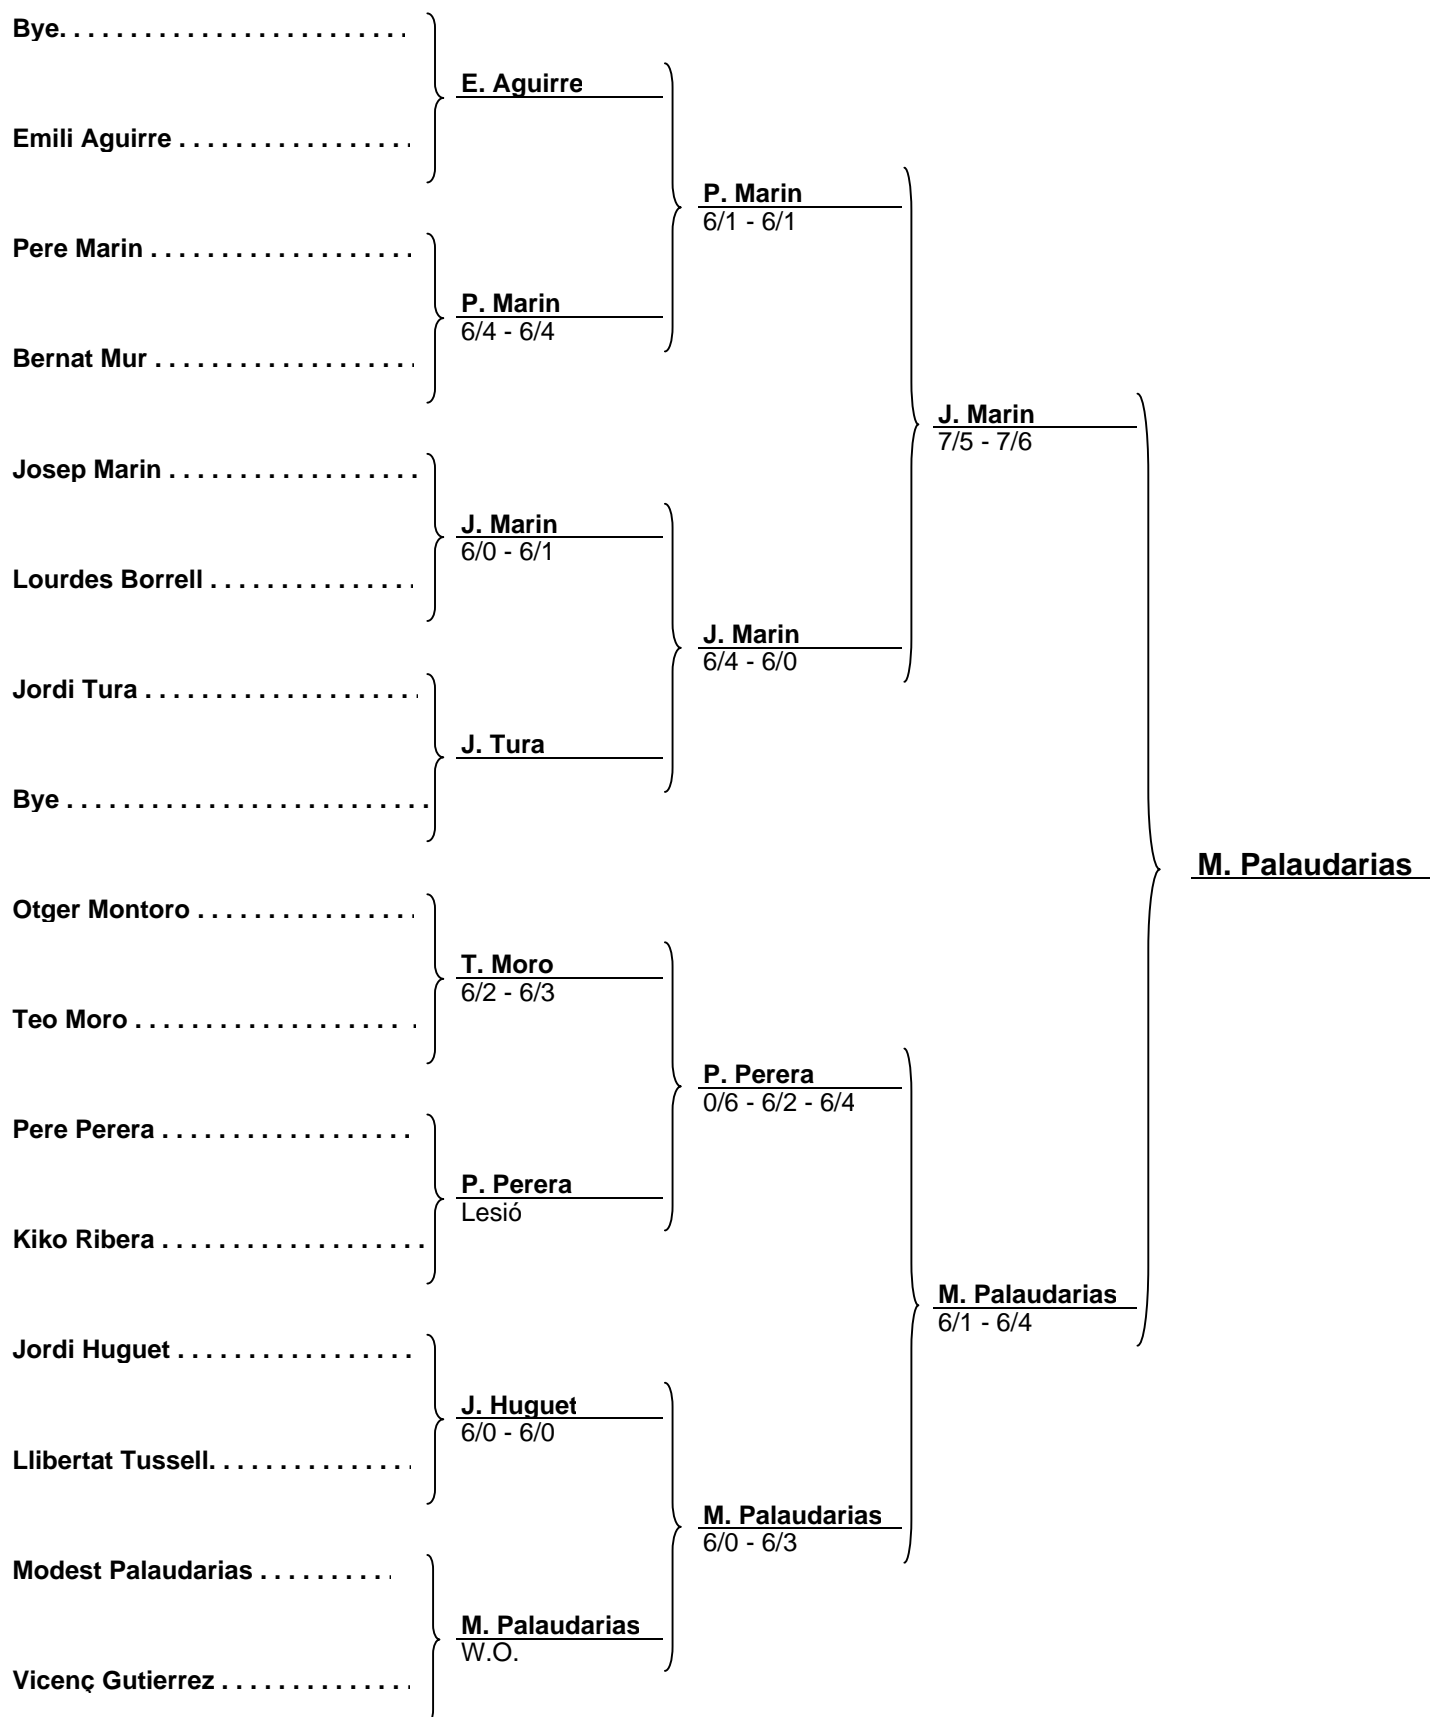 Bye. . . . . . . . . . . . . . . . . . . . . . . . .
E. Aguirre
Emili Aguirre . . . . . . . . . . . . . . . . .
P. Marin
6/1 - 6/1
Pere Marin . . . . . . . . . . . . . . . . . . .
P. Marin
6/4 - 6/4
Bernat Mur . . . . . . . . . . . . . . . . . . .
J. Marin
7/5 - 7/6
Josep Marin . . . . . . . . . . . . . . . . . .
J. Marin
6/0 - 6/1
Lourdes Borrell . . . . . . . . . . . . . . .
J. Marin
6/4 - 6/0
Jordi Tura . . . . . . . . . . . . . . . . . . . .
J. Tura
Bye . . . . . . . . . . . . . . . . . . . . . . . . . .
M. Palaudarias
Otger Montoro . . . . . . . . . . . . . . . .
T. Moro
6/2 - 6/3
Teo Moro . . . . . . . . . . . . . . . . . . . . .
P. Perera
0/6 - 6/2 - 6/4
Pere Perera . . . . . . . . . . . . . . . . . .
P. Perera
Lesió
Kiko Ribera . . . . . . . . . . . . . . . . . . .
M. Palaudarias
6/1 - 6/4
Jordi Huguet . . . . . . . . . . . . . . . . .
J. Huguet
6/0 - 6/0
Llibertat Tussell. . . . . . . . . . . . . . .
M. Palaudarias
6/0 - 6/3
Modest Palaudarias . . . . . . . . . .
M. Palaudarias
W.O.
Vicenç Gutierrez . . . . . . . . . . . . . .